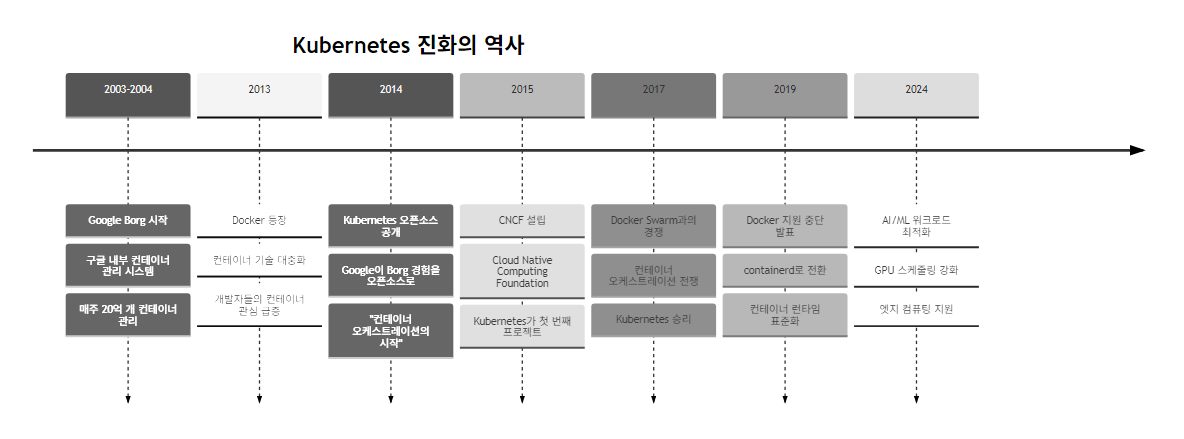 Kubernetes 진화의 역사
2003-2004
2013
2014
2015
2017
2019
2024
Google Borg 시작
구글 내부 컨테이너
관리 시스템
매주 20억 개 컨테이너
관리
Docker 등장
컨테이너 기술 대중화
개발자들의 컨테이너
관심 급증
Kubernetes 오픈소스
공개
Google이 Borg 경험을
오픈소스로
"컨테이너
오케스트레이션의
시작"
CNCF 설립
Cloud Native
Computing
Foundation
Kubernetes가 첫 번째
프로젝트
Docker Swarm과의
경쟁
컨테이너
오케스트레이션 전쟁
Kubernetes 승리
Docker 지원 중단
발표
containerd로 전환
컨테이너 런타임
표준화
AI/ML 워크로드
최적화
GPU 스케줄링 강화
엣지 컴퓨팅 지원